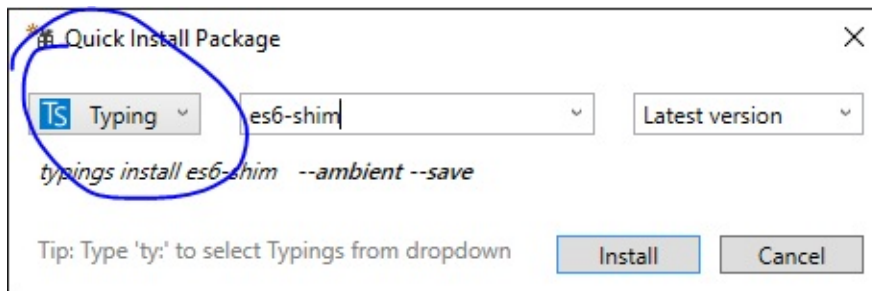 Quick Install Package
TS Typing es6-shim Latest version
typings install es6-shim --ambient --save
Tip: Type 'ty:' to select Typings from dropdown Install Cancel